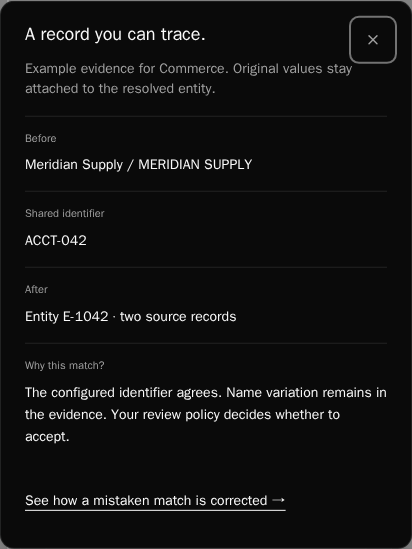 A record you can trace.
×
Example evidence for Commerce. Original values stay
attached to the resolved entity.
Before
Meridian Supply / MERIDIAN SUPPLY
Shared identifier
ACCT-042
After
Entity E-1042 · two source records
Why this match?
The configured identifier agrees. Name variation remains in
the evidence. Your review policy decides whether to
accept.
See how a mistaken match is corrected →